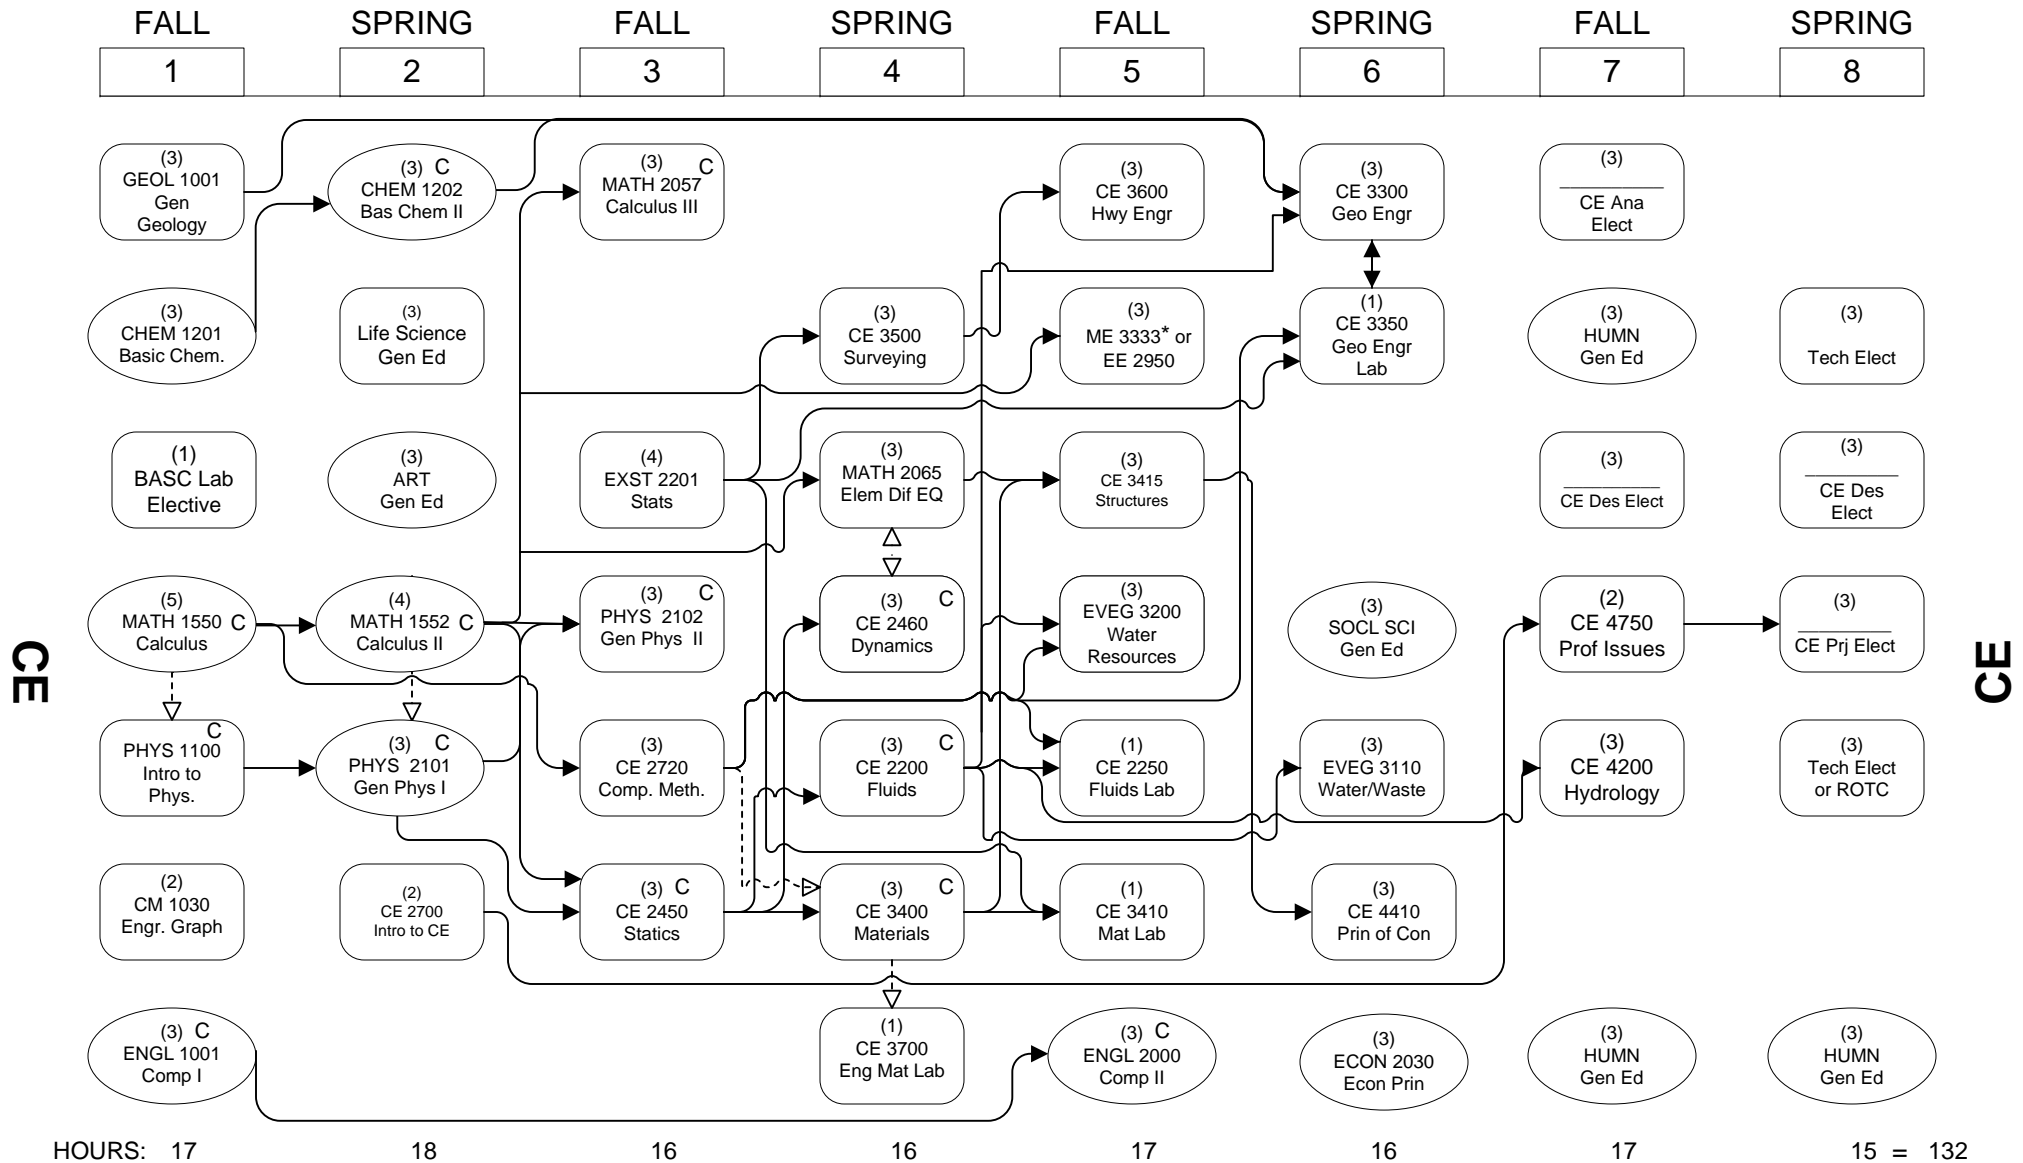 FALL
SPRING
FALL
SPRING
FALL
SPRING
FALL
SPRING
1
2
3
4
5
6
7
8
(3)
GEOL 1001
Gen
Geology
(3) C
CHEM 1202
Bas Chem II
(3) C
MATH 2057
Calculus III
(3)
CE 3600
Hwy Engr
(3)
CE 3300
Geo Engr
(3)
CE Ana
Elect
(3)
CHEM 1201
Basic Chem.
(3)
Life Science
Gen Ed
(3)
CE 3500
Surveying
(3)
ME 3333* or
EE 2950
(1)
CE 3350
Geo Engr
Lab
(3)
HUMN
Gen Ed
(3)
Tech Elect
(1)
BASC Lab
Elective
(3)
ART
Gen Ed
(4)
EXST 2201
Stats
(3)
MATH 2065
Elem Dif EQ
(3)
CE 3415
Structures
(3)
CE Des Elect
(3)
CE Des
Elect
CE
(5)
MATH 1550 C
Calculus
(4)
MATH 1552 C
Calculus II
(3) C
PHYS 2102
Gen Phys II
(3) C
CE 2460
Dynamics
(3)
EVEG 3200
Water
Resources
(3)
SOCL SCI
Gen Ed
(2)
CE 4750
Prof Issues
(3)
CE Prj Elect
CE
C
PHYS 1100
Intro to
Phys.
(3) C
PHYS 2101
Gen Phys I
(3)
CE 2720
Comp. Meth.
(3) C
CE 2200
Fluids
(1)
CE 2250
Fluids Lab
(3)
EVEG 3110
Water/Waste
(3)
CE 4200
Hydrology
(3)
Tech Elect
or ROTC
(2)
CM 1030
Engr. Graph
(2)
CE 2700
Intro to CE
(3) C
CE 2450
Statics
(3) C
CE 3400
Materials
(1)
CE 3410
Mat Lab
(3)
CE 4410
Prin of Con
(3) C
ENGL 1001
Comp I
(1)
CE 3700
Eng Mat Lab
(3) C
ENGL 2000
Comp II
(3)
ECON 2030
Econ Prin
(3)
HUMN
Gen Ed
(3)
HUMN
Gen Ed
HOURS: 17 18 16 16 17 16 17 15 = 132